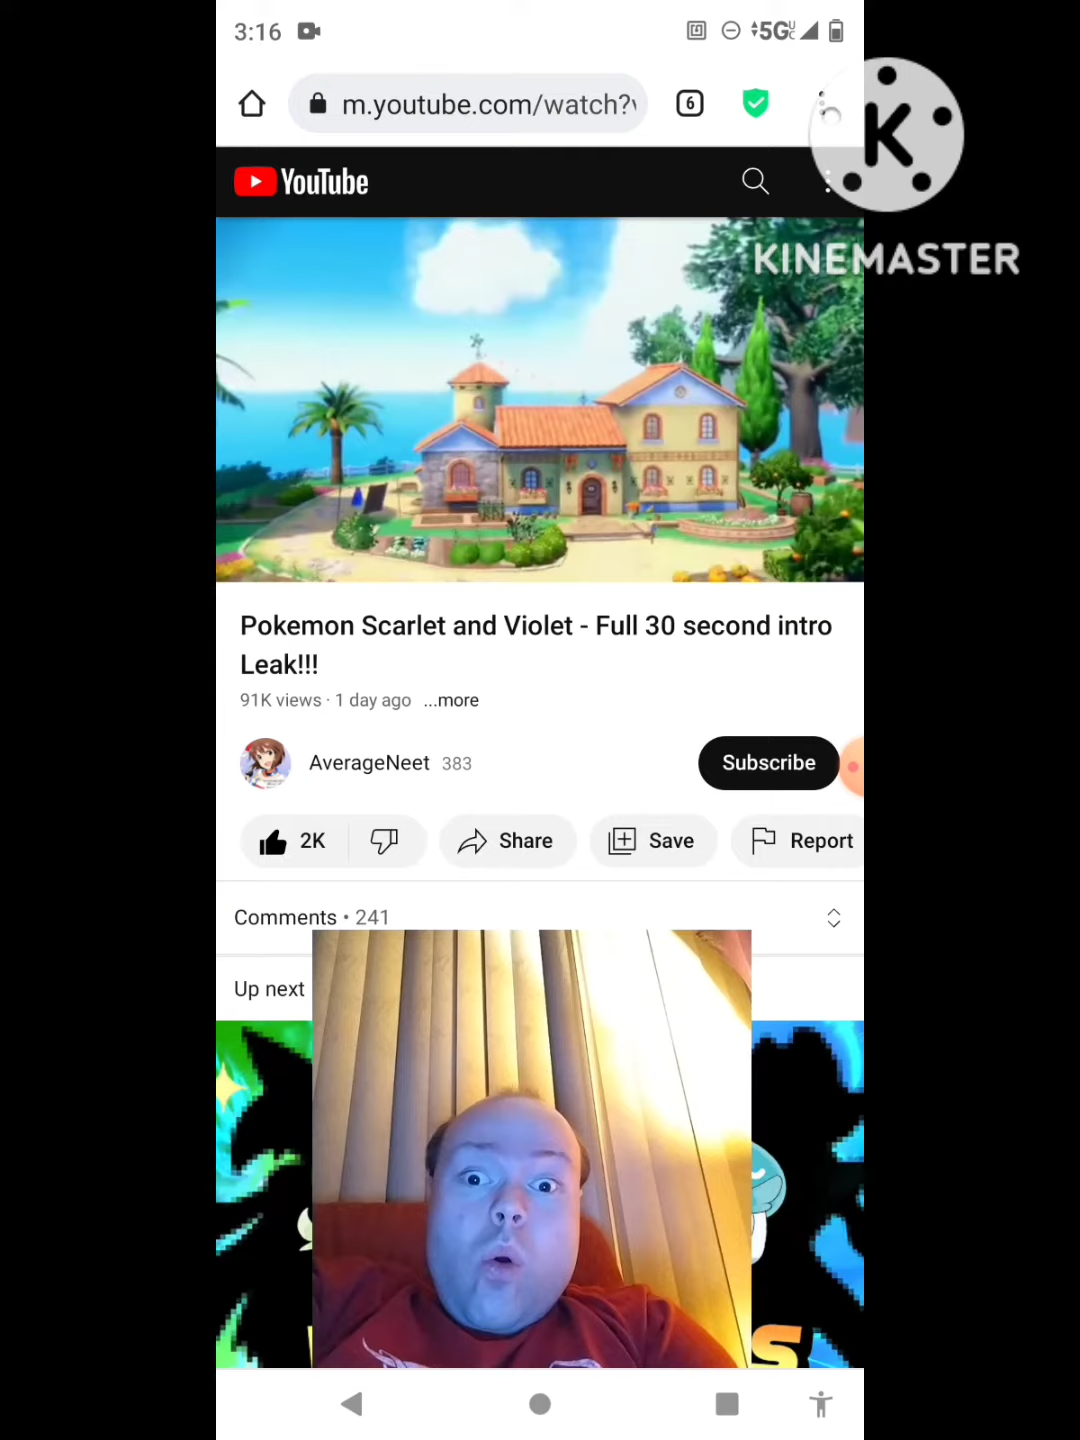 3:16
5G
UC
m.youtube.com/watch?v
6
K
KINEMASTER
YouTube
Pokemon Scarlet and Violet - Full 30 second intro
Leak!!!
91K views · 1 day ago ...more
AverageNeet 383
Subscribe
2K
Share
Save
Report
Comments • 241
Up next
S